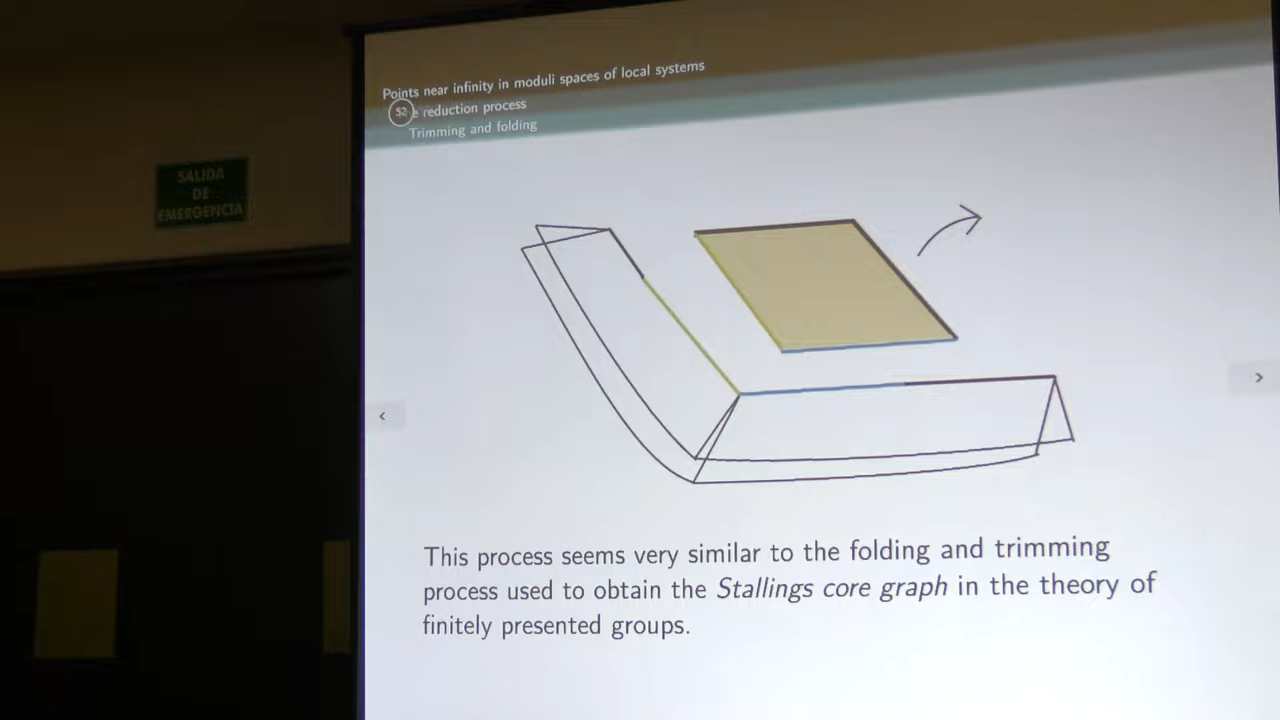 SALIDA
DE
EMERGENCIA
Points near infinity in moduli spaces of local systems
52 e reduction process
Trimming and folding
This process seems very similar to the folding and trimming
process used to obtain the Stallings core graph in the theory of
finitely presented groups.